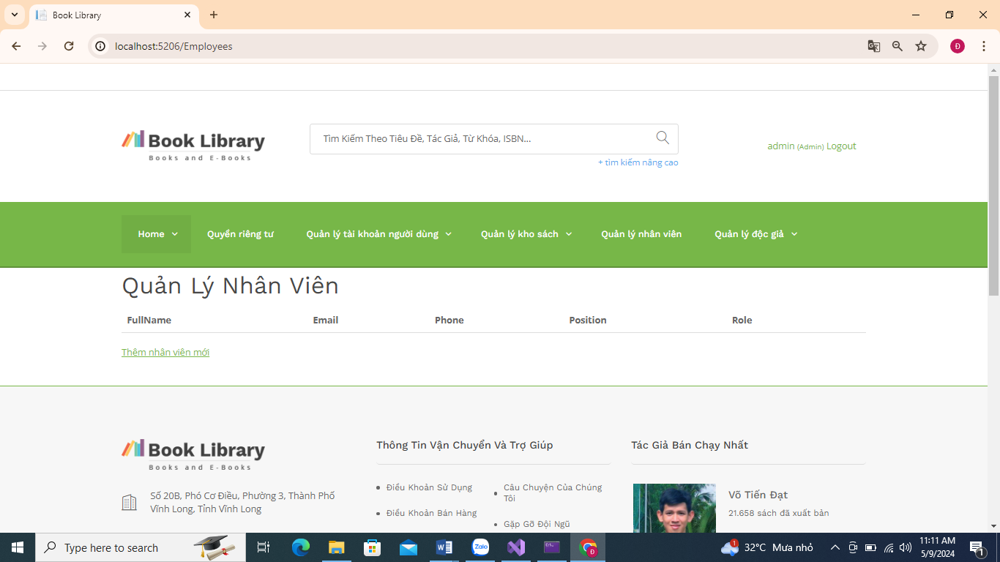 Book Library
localhost:5206/Employees
Đ
Book Library
Books and E-Books
Tìm Kiếm Theo Tiêu Đề, Tác Giả, Từ Khóa, ISBN...
+ tìm kiếm nâng cao
admin (Admin) Logout
Home Quyền riêng tư Quản lý tài khoản người dùng Quản lý kho sách Quản lý nhân viên Quản lý độc giả
Quản Lý Nhân Viên
FullName Email Phone Position Role
Thêm nhân viên mới
Book Library
Books and E-Books
Số 20B, Phó Cơ Điều, Phường 3, Thành Phố
Vĩnh Long, Tỉnh Vĩnh Long
Thông Tin Vận Chuyển Và Trợ Giúp
Điều Khoản Sử Dụng
Điều Khoản Bán Hàng
Câu Chuyện Của Chúng
Tôi
Gặp Gỡ Đội Ngũ
Tác Giả Bán Chạy Nhất
Võ Tiến Đạt
21.658 sách đã xuất bản
Type here to search
Zalo
Đ
1
32°C Mưa nhỏ
11:11 AM
5/9/2024
1